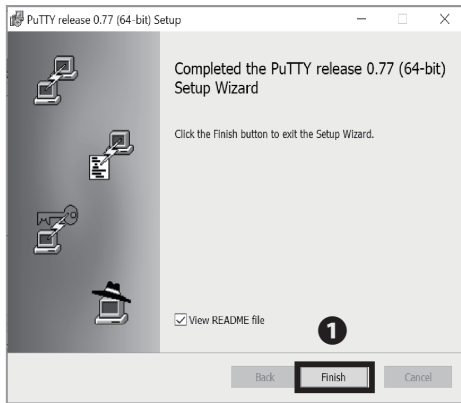 PuTTY release 0.77 (64-bit) Setup
Completed the PuTTY release 0.77 (64-bit)
Setup Wizard
Click the Finish button to exit the Setup Wizard.
View README file
1
Back Finish Cancel